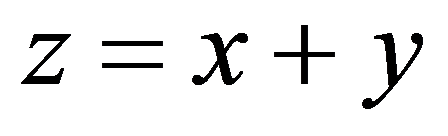 z = x + y